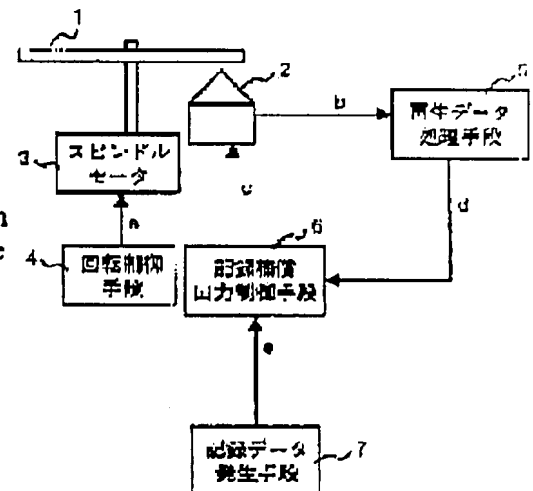 1
2
b
5
再生データ
処理手段
3
スピンドル
モータ
c
d
a
6
4
回転制御
手段
記録補償
出力制御手段
e
記録データ
発生手段
7